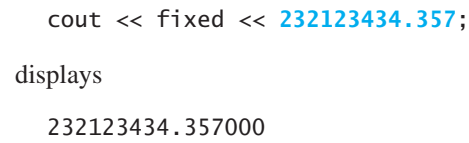 cout << fixed << 232123434.357;
displays
232123434.357000